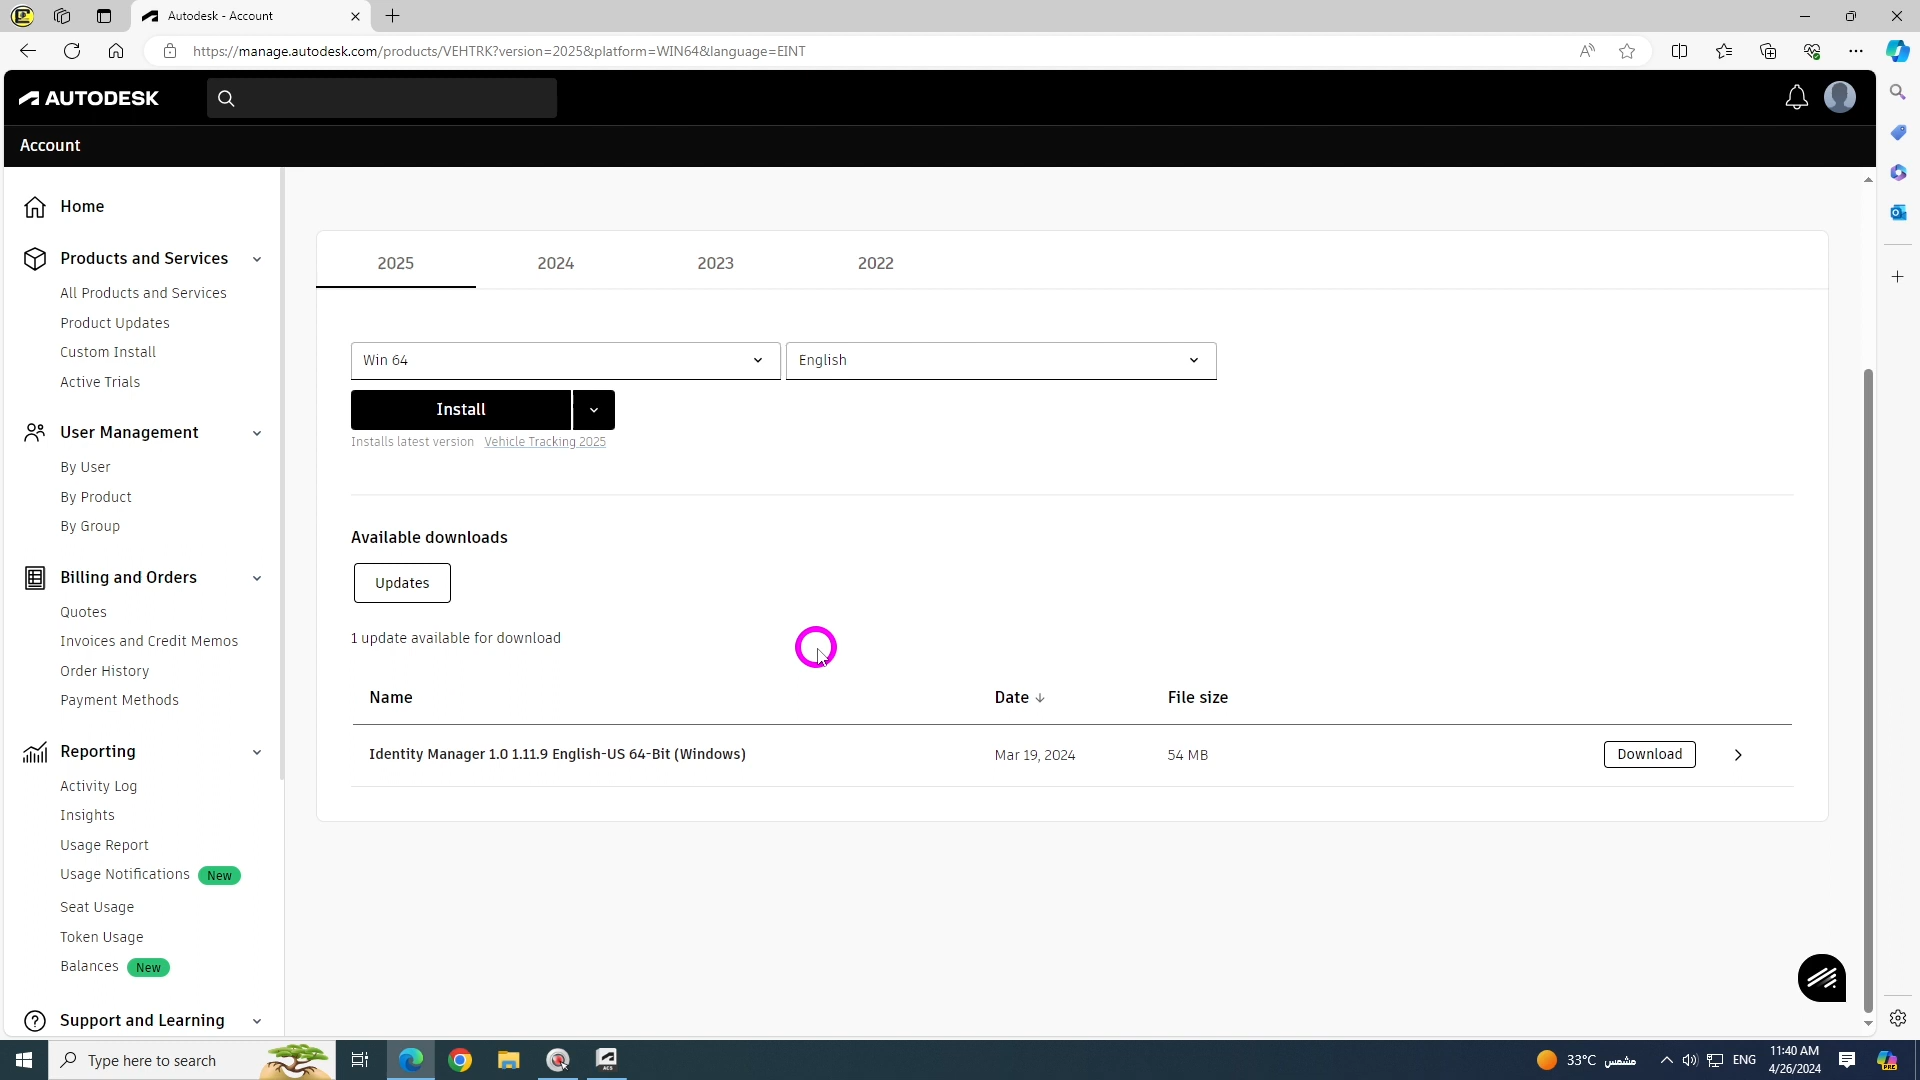 Autodesk - Account
https://manage.autodesk.com/products/VEHTRK?version=2025&platform=WIN64&language=EINT
AUTODESK
Account
Home
Products and Services
All Products and Services
Product Updates
Custom Install
Active Trials
User Management
By User
By Product
By Group
Billing and Orders
Quotes
Invoices and Credit Memos
Order History
Payment Methods
Reporting
Activity Log
Insights
Usage Report
Usage Notifications New
Seat Usage
Token Usage
Balances New
Support and Learning
2025 2024 2023 2022
Win 64 English
Install
Installs latest version Vehicle Tracking 2025
Available downloads
Updates
1 update available for download
Name Date File size
Identity Manager 1.0 1.11.9 English-US 64-Bit (Windows) Mar 19, 2024 54 MB Download
Type here to search
33°C مشمس
ENG
11:40 AM
4/26/2024